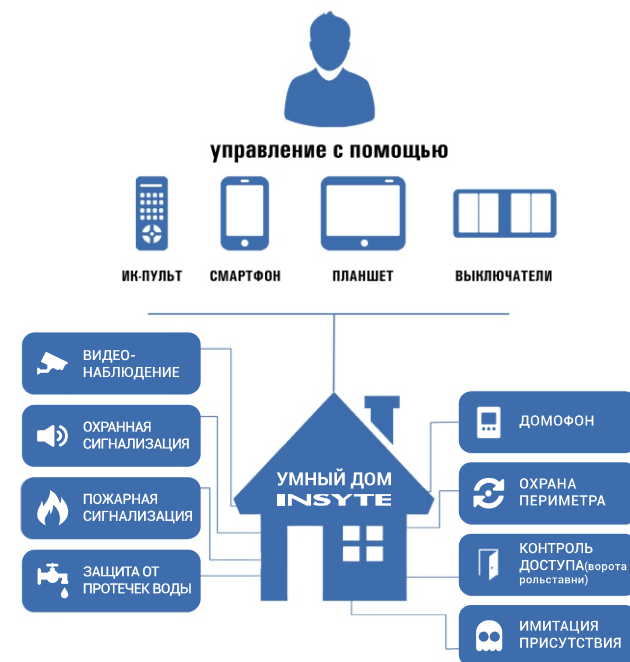 управление с помощью
ИК-ПУЛЬТ
СМАРТФОН
ПЛАНШЕТ
ВЫКЛЮЧАТЕЛИ
ВИДЕО-
НАБЛЮДЕНИЕ
ОХРАННАЯ
СИГНАЛИЗАЦИЯ
ПОЖАРНАЯ
СИГНАЛИЗАЦИЯ
ЗАЩИТА ОТ
ПРОТЕЧЕК ВОДЫ
УМНЫЙ ДОМ
INSYTE
ДОМОФОН
ОХРАНА
ПЕРИМЕТРА
КОНТРОЛЬ
ДОСТУПА(ворота
рольставни)
ИМИТАЦИЯ
ПРИСУТСТВИЯ